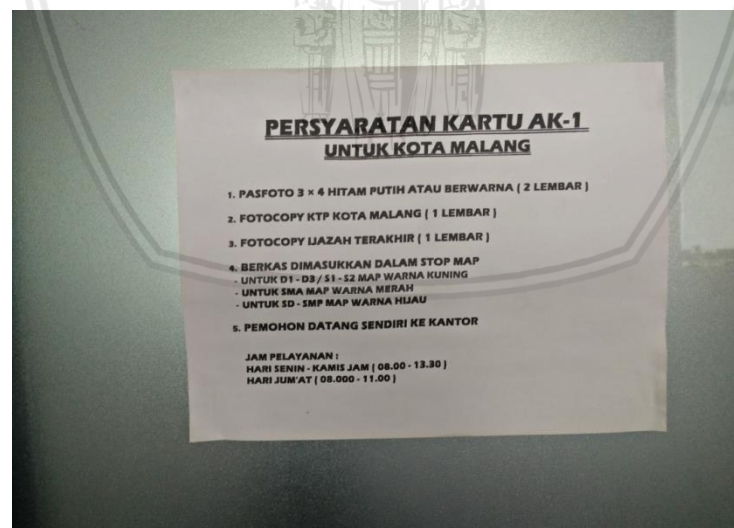 PERSYARATAN KARTU AK-1
UNTUK KOTA MALANG
1. PASFOTO 3 × 4 HITAM PUTIH ATAU BERWARNA ( 2 LEMBAR )
2. FOTOCOPY KTP KOTA MALANG ( 1 LEMBAR )
3. FOTOCOPY IJAZAH TERAKHIR ( 1 LEMBAR )
4. BERKAS DIMASUKKAN DALAM STOP MAP
- UNTUK D1 - D3 / S1 - S2 MAP WARNA KUNING
- UNTUK SMA MAP WARNA MERAH
- UNTUK SD - SMP MAP WARNA HIJAU
5. PEMOHON DATANG SENDIRI KE KANTOR
JAM PELAYANAN :
HARI SENIN - KAMIS JAM ( 08.00 - 13.30 )
HARI JUM'AT ( 08.000 - 11.00 )